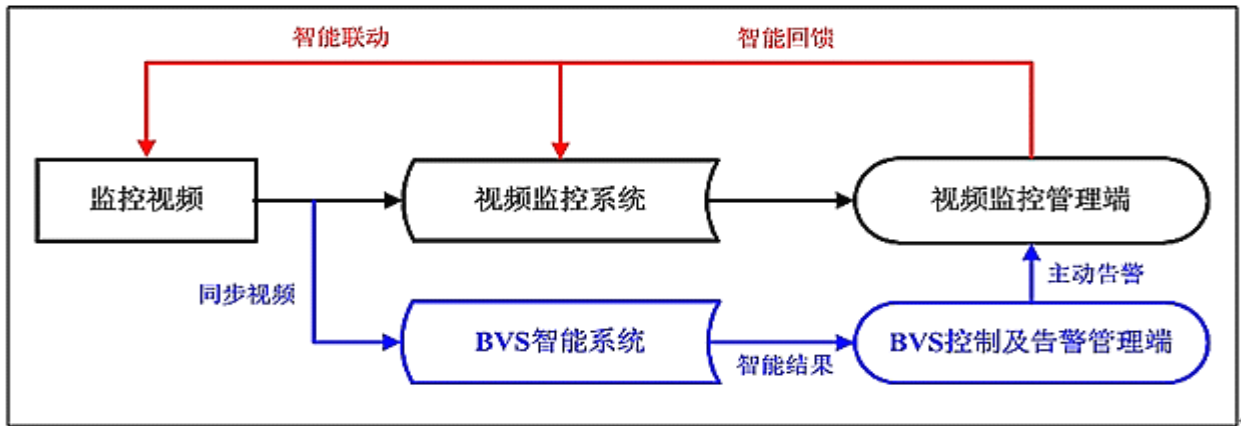 智能联动
智能回馈
监控视频
视频监控系统
视频监控管理端
同步视频
主动告警
BVS智能系统
智能结果
BVS控制及告警管理端